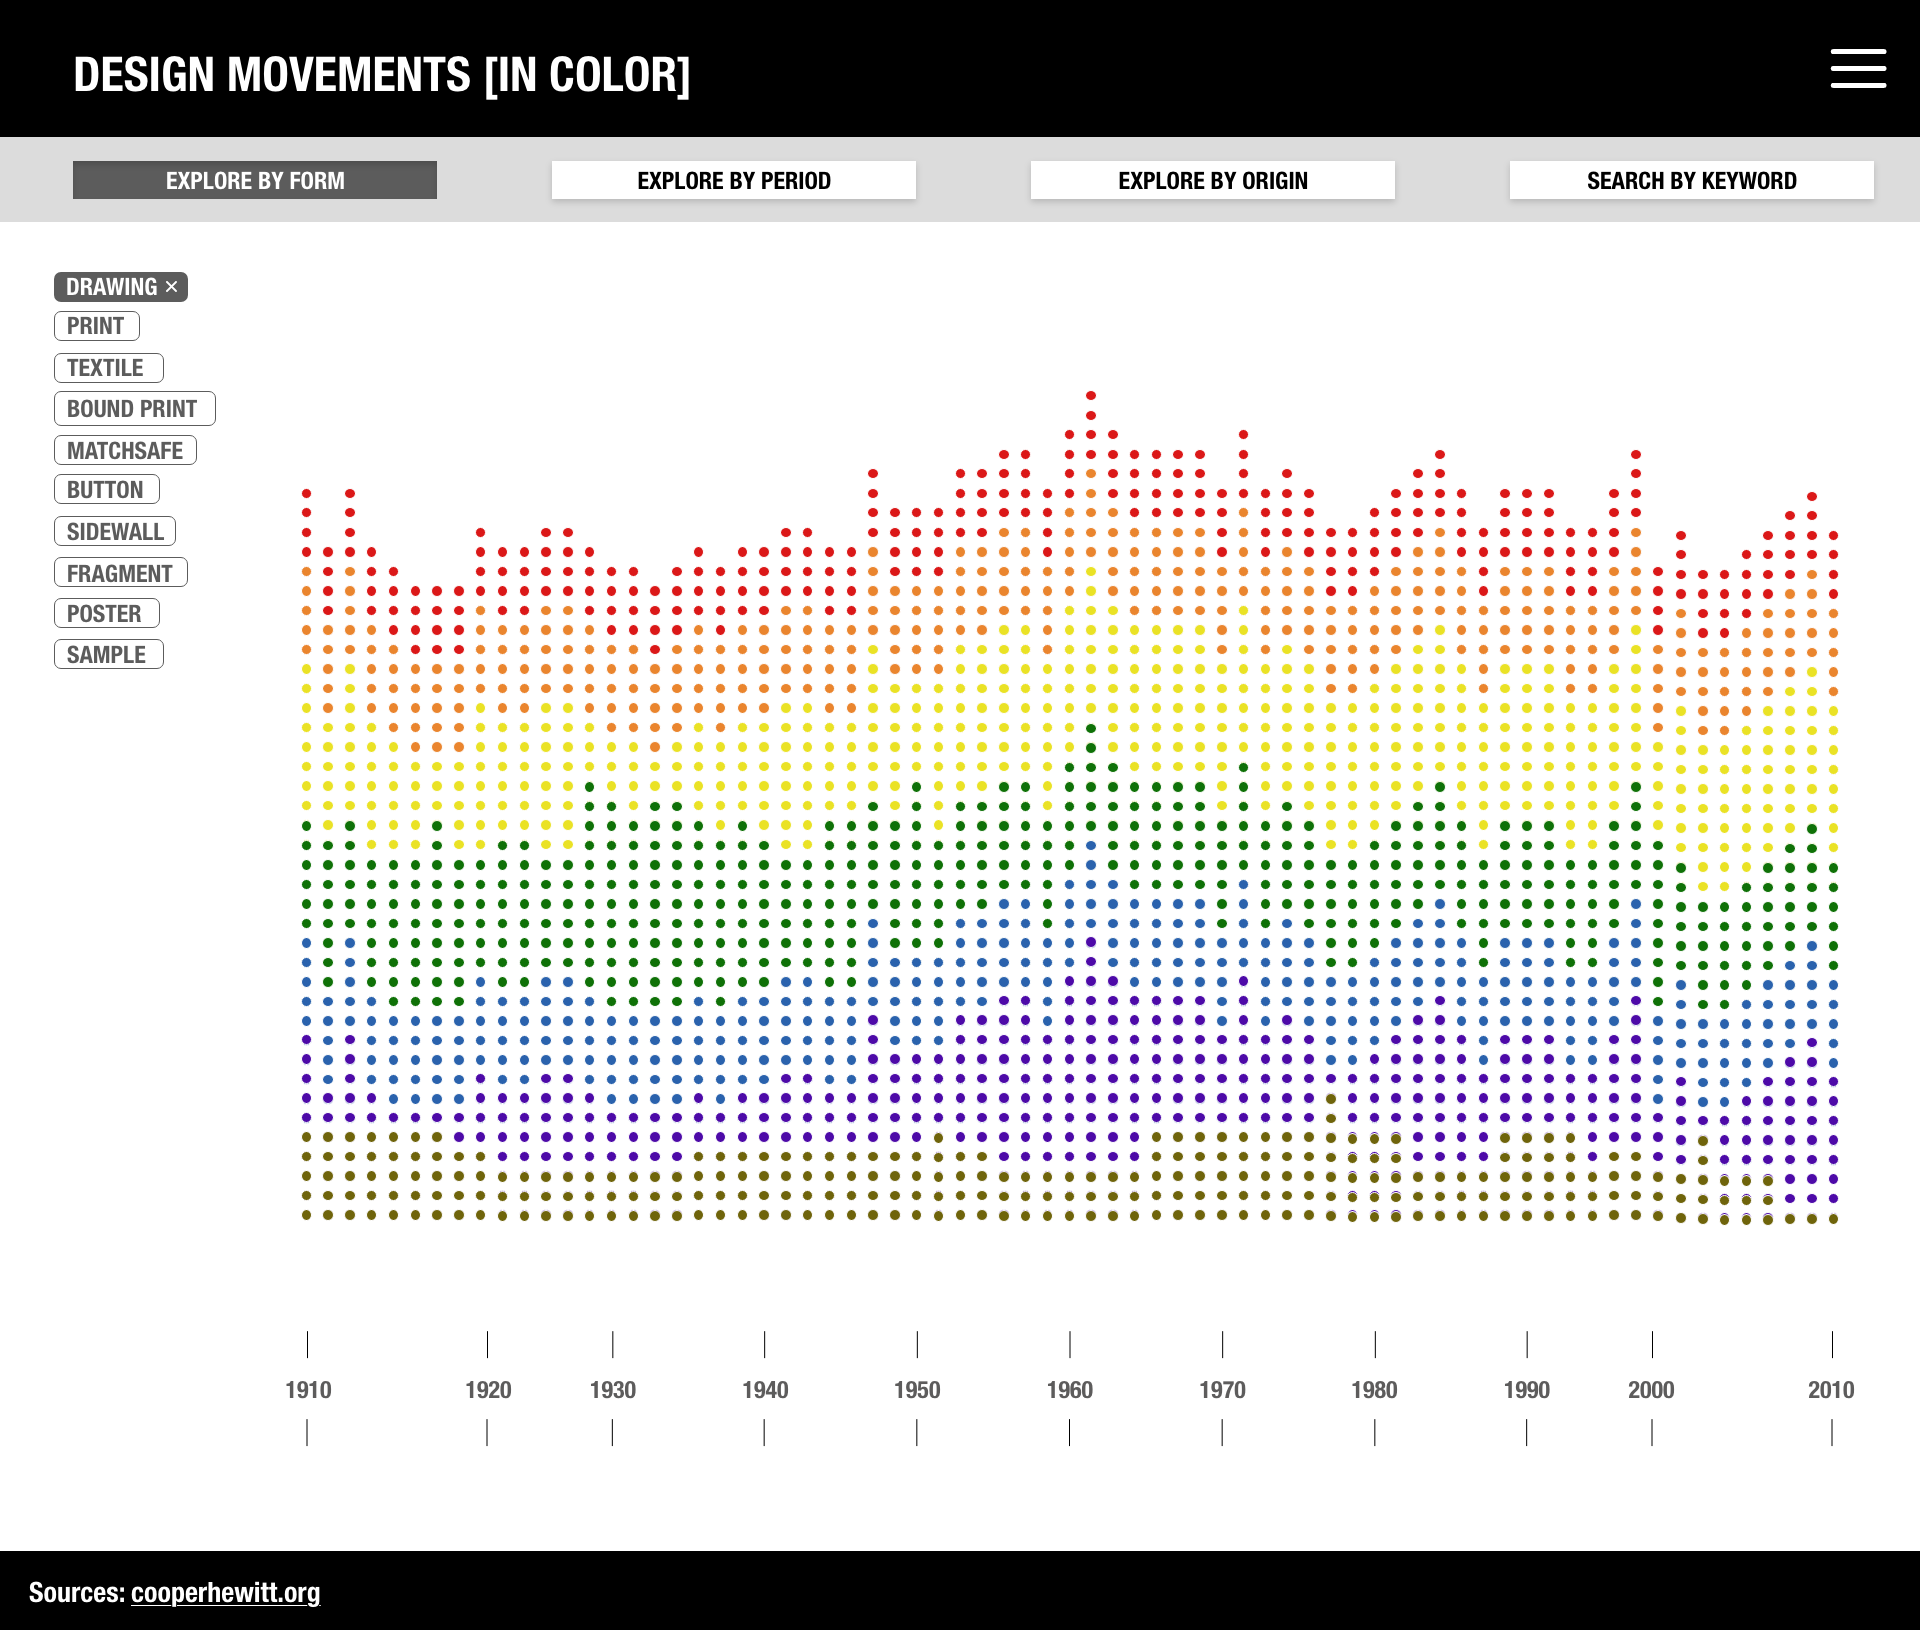 DESIGN MOVEMENTS [IN COLOR]
EXPLORE BY FORM
EXPLORE BY PERIOD
EXPLORE BY ORIGIN
SEARCH BY KEYWORD
DRAWING ×
PRINT
TEXTILE
BOUND PRINT
MATCHSAFE
BUTTON
SIDEWALL
FRAGMENT
POSTER
SAMPLE
1910 1920 1930 1940 1950 1960 1970 1980 1990 2000 2010
Sources: cooperhewitt.org